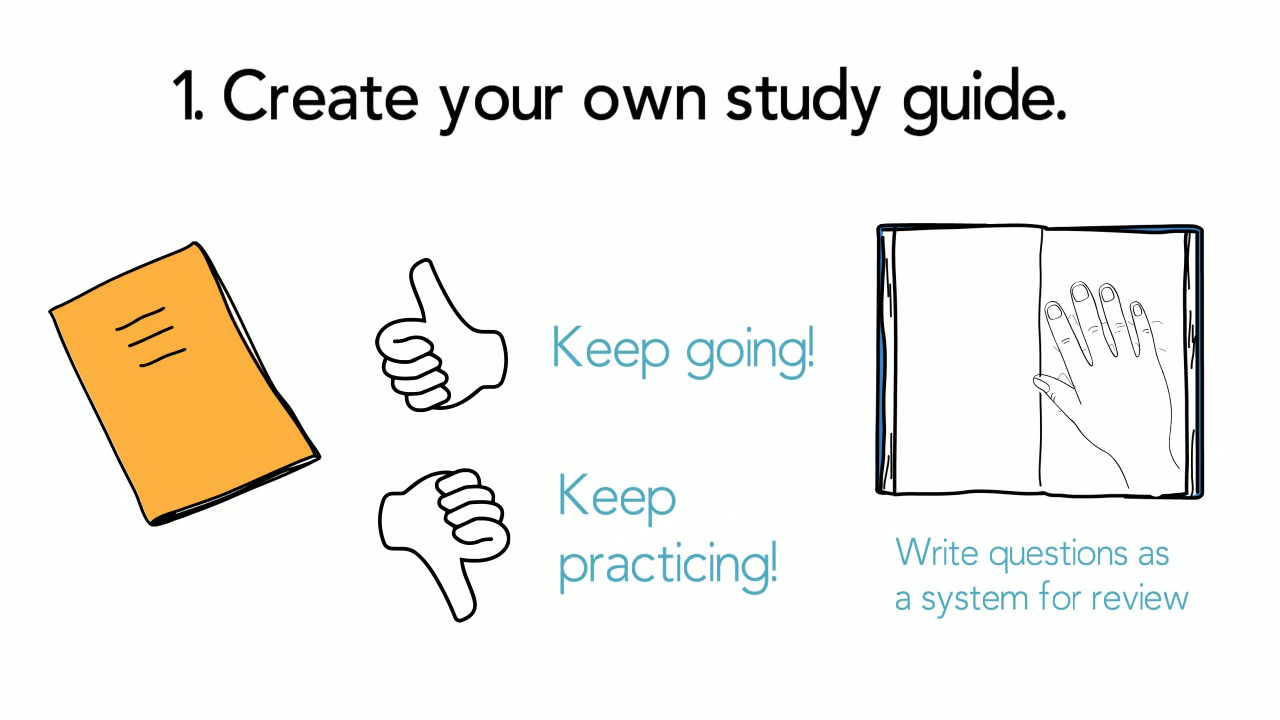 1. Create your own study guide.
Keep going!
Keep
practicing!
Write questions as
a system for review